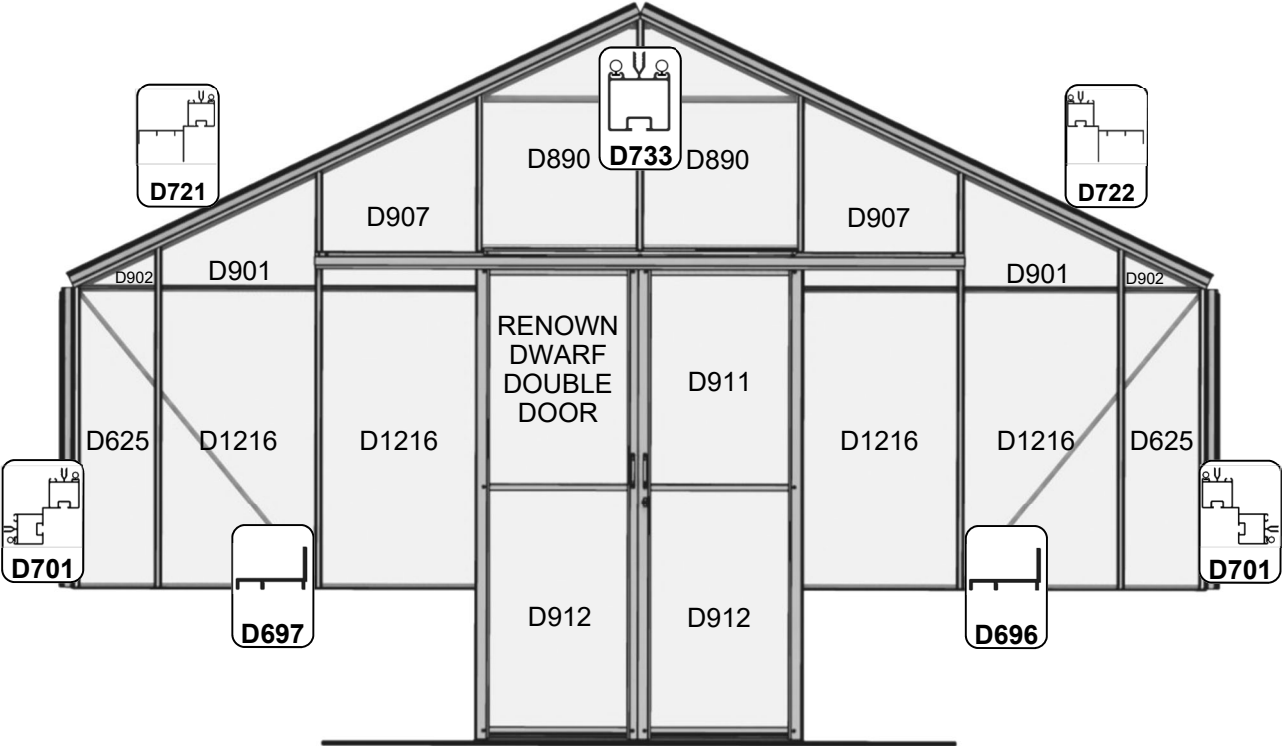 D721
D733
D722
D890
D890
D907
D907
D902
D901
D901
D902
RENOWN
DWARF
DOUBLE
DOOR
D911
D625
D1216
D1216
D1216
D1216
D625
D701
D701
D697
D912
D912
D696